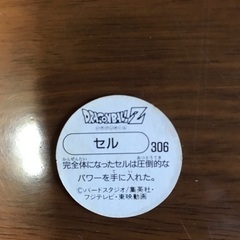 DRAGONBALL Z
セル
306
完全体になったセルは圧倒的な
パワーを手に入れた。
©バードスタジオ/集英社・
フジテレビ・東映動画